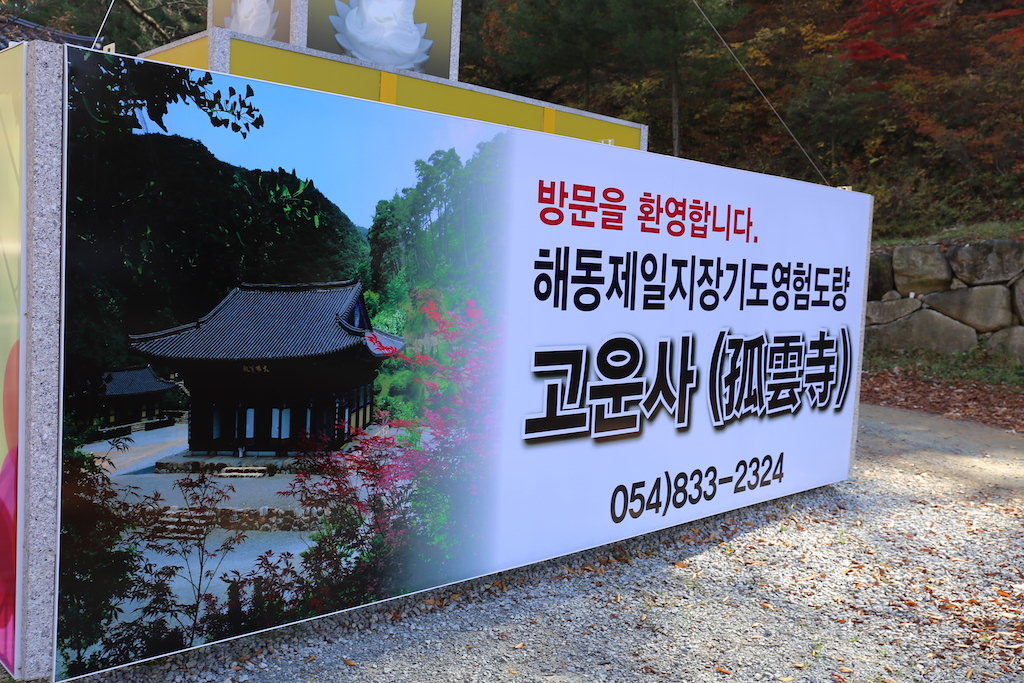 방문을 환영합니다.
해동제일지장기도영험도량
고운사 (孤雲寺)
054)833-2324